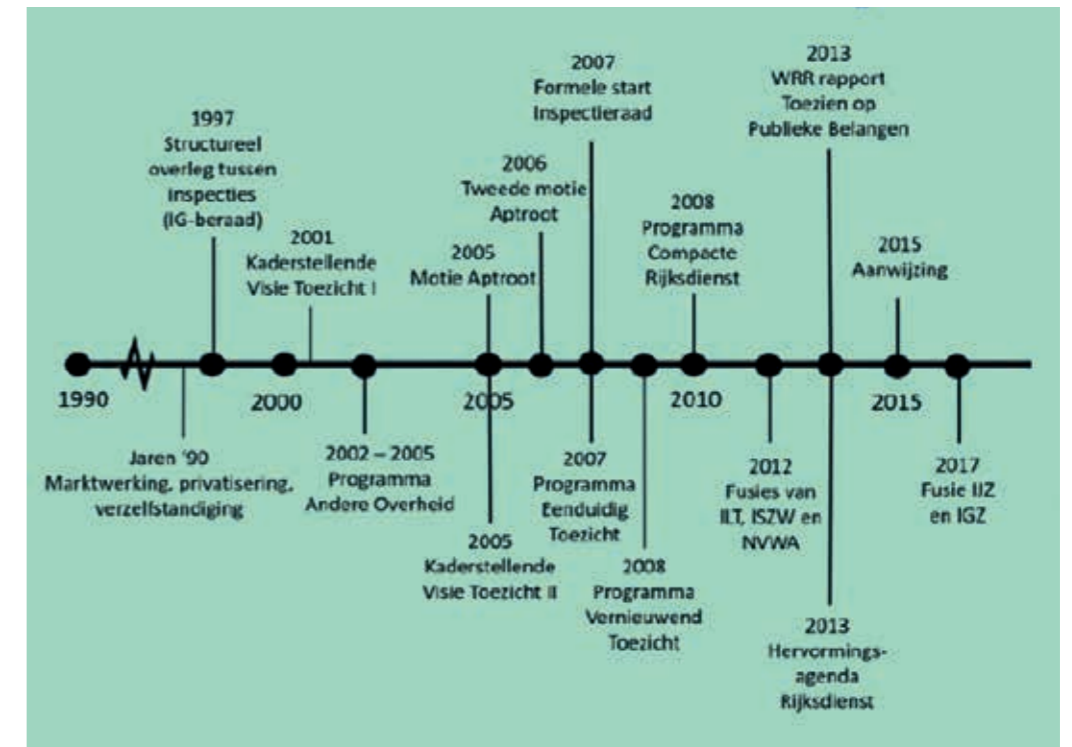 1997
Structureel
overleg tussen
inspecties
(IG-beraad)
2001
Kaderstellende
Visie Toezicht I
2005
Motie Aptroot
2006
Tweede motie
Aptroot
2007
Formele start
Inspectieraad
2008
Programma
Compacte
Rijksdienst
2013
WRR rapport
Toezien op
Publieke Belangen
2015
Aanwijzing
1990
2000
2005
2010
2015
Jaren '90
Marktwerking, privatisering,
verzelfstandiging
2002 – 2005
Programma
Andere Overheid
2005
Kaderstellende
Visie Toezicht II
2007
Programma
Eenduidig
Toezicht
2008
Programma
Vernieuwend
Toezicht
2012
Fusies van
ILT, ISZW en
NVWA
2013
Hervormings-
agenda
Rijksdienst
2017
Fusie IJZ
en IGZ